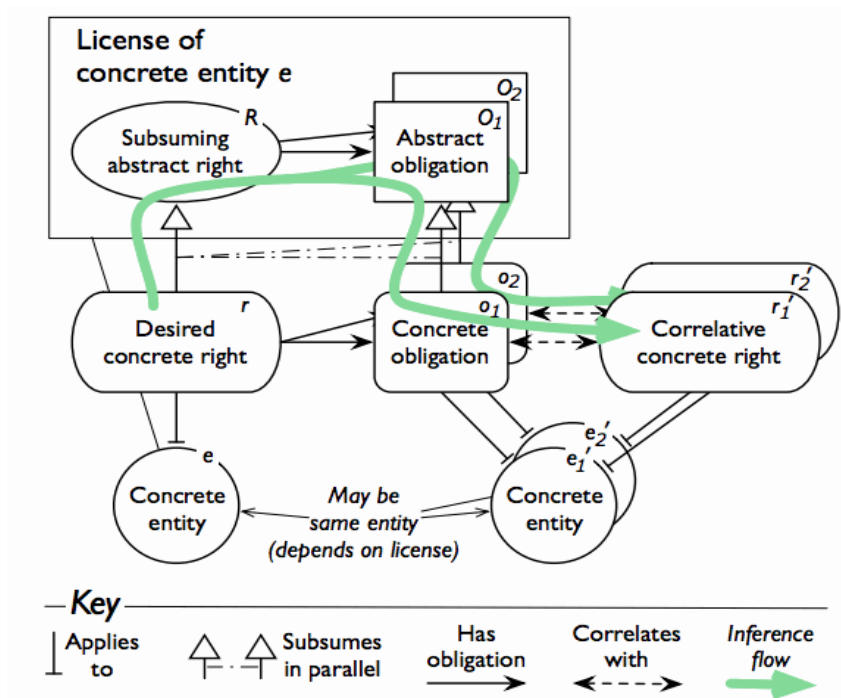 License of
concrete entity e
R
Subsuming
abstract right
O₂
O₁
Abstract
obligation
r
Desired
concrete right
o₂
o₁
Concrete
obligation
r₂′
r₁′
Correlative
concrete right
e
Concrete
entity
May be
same entity
(depends on license)
e₂′
e₁′
Concrete
entity
Key
Applies
to
Subsumes
in parallel
Has
obligation
Correlates
with
Inference
flow